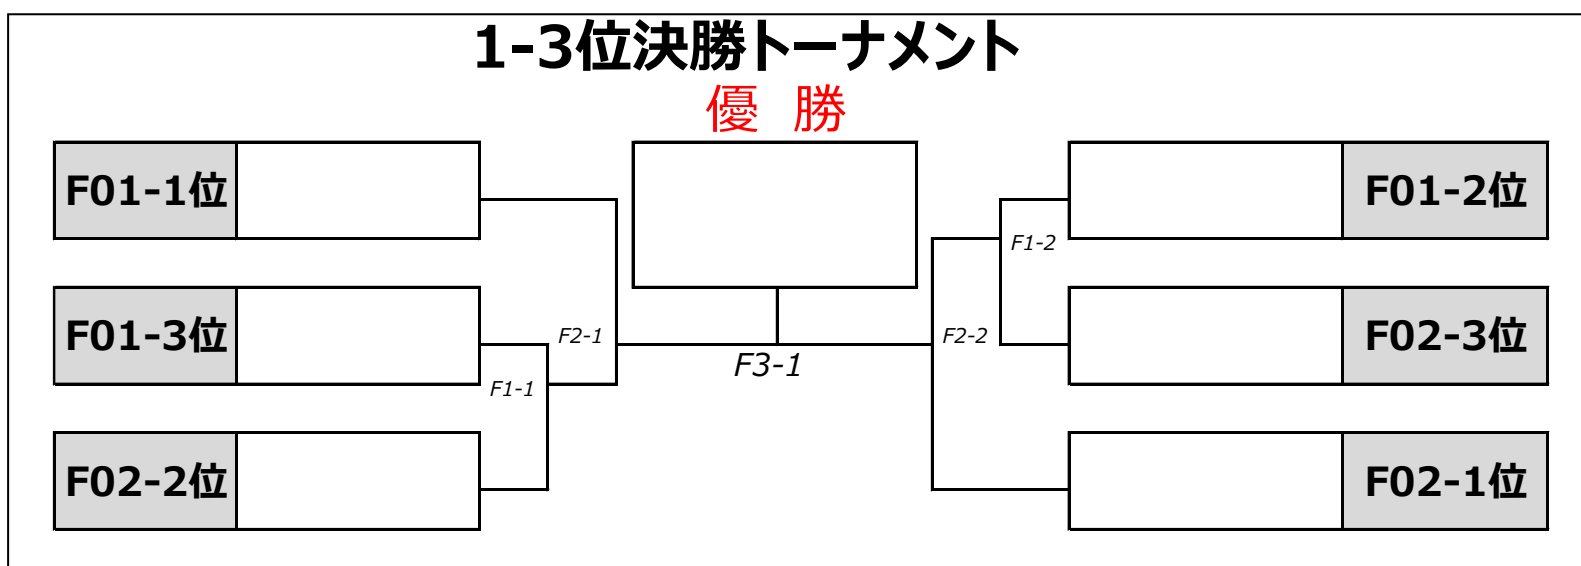 1-3位決勝トーナメント
優　勝
F01-1位
F01-2位
F1-2
F01-3位
F2-1
F2-2
F02-3位
F3-1
F1-1
F02-2位
F02-1位